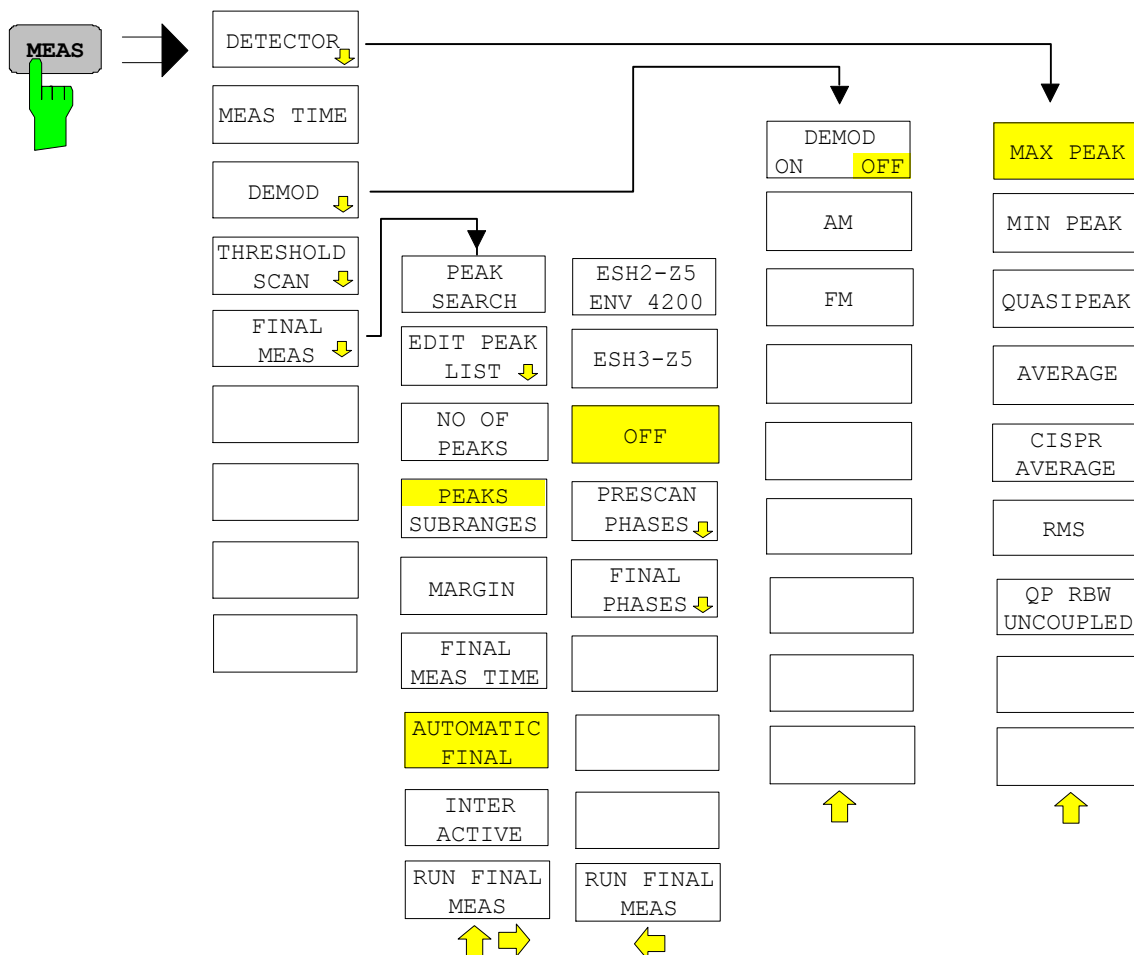 MEAS
DETECTOR
MEAS TIME
DEMOD
THRESHOLD
SCAN
FINAL
MEAS
PEAK
SEARCH
EDIT PEAK
LIST
NO OF
PEAKS
PEAKS
SUBRANGES
MARGIN
FINAL
MEAS TIME
AUTOMATIC
FINAL
INTER
ACTIVE
RUN FINAL
MEAS
ESH2-Z5
ENV 4200
ESH3-Z5
OFF
PRESCAN
PHASES
FINAL
PHASES
RUN FINAL
MEAS
DEMOD
ON OFF
AM
FM
MAX PEAK
MIN PEAK
QUASIPEAK
AVERAGE
CISPR
AVERAGE
RMS
QP RBW
UNCOUPLED